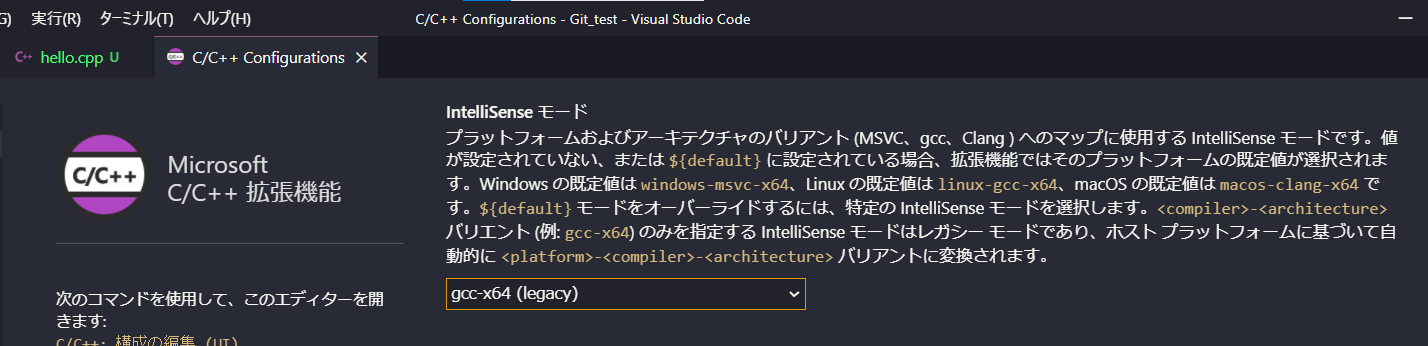 G) 実行(R) ターミナル(T) ヘルプ(H) C/C++ Configurations - Git_test - Visual Studio Code
C++ hello.cpp U C/C++ C/C++ Configurations ×
IntelliSense モード
プラットフォームおよびアーキテクチャのバリアント (MSVC、gcc、Clang ) へのマップに使用する IntelliSense モードです。値
が設定されていない、または ${default} に設定されている場合、拡張機能ではそのプラットフォームの既定値が選択されま
す。Windows の既定値は windows-msvc-x64、Linux の既定値は linux-gcc-x64、macOS の既定値は macos-clang-x64 で
す。${default} モードをオーバーライドするには、特定の IntelliSense モードを選択します。<compiler>-<architecture>
バリエント (例: gcc-x64) のみを指定する IntelliSense モードはレガシー モードであり、ホスト プラットフォームに基づいて自
動的に <platform>-<compiler>-<architecture> バリアントに変換されます。
gcc-x64 (legacy)
C/C++
Microsoft
C/C++ 拡張機能
次のコマンドを使用して、このエディターを開
きます:
C/C++: 構成の編集 (UI)